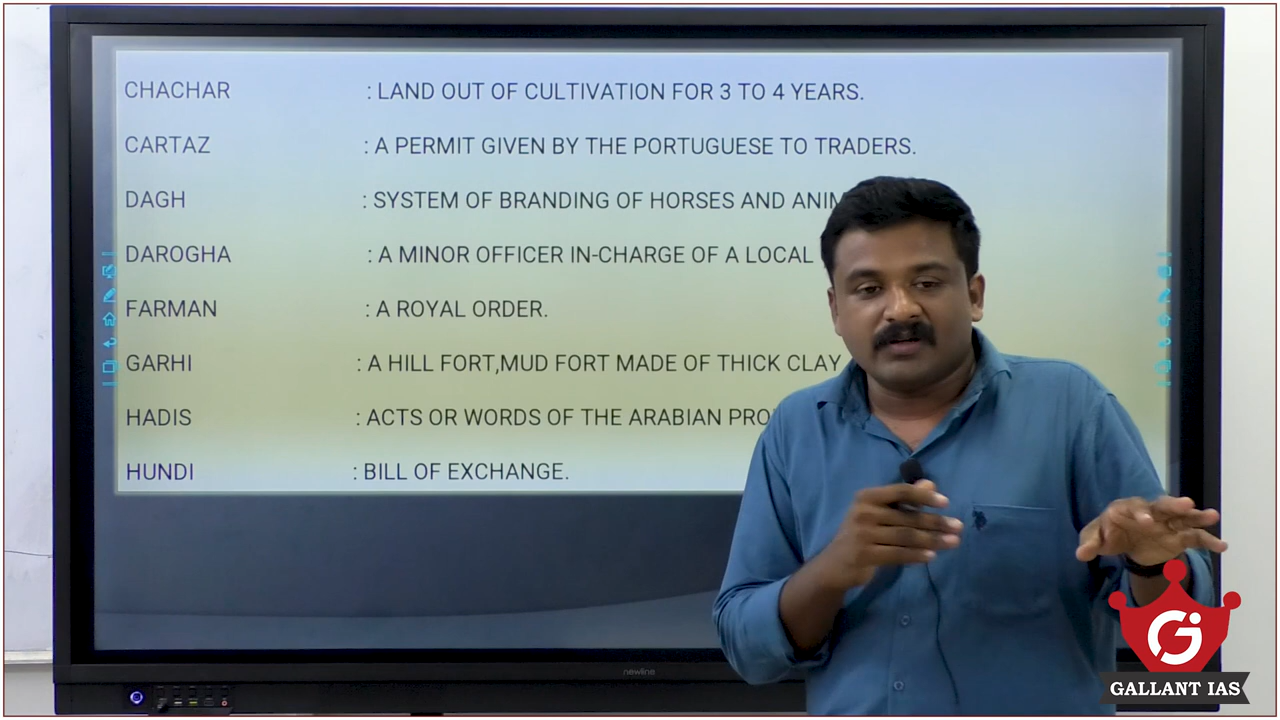 CHACHAR : LAND OUT OF CULTIVATION FOR 3 TO 4 YEARS.
CARTAZ : A PERMIT GIVEN BY THE PORTUGUESE TO TRADERS.
DAGH : SYSTEM OF BRANDING OF HORSES AND
DAROGHA : A MINOR OFFICER IN-CHARGE OF A LOCAL
FARMAN : A ROYAL ORDER.
GARHI : A HILL FORT,MUD FORT MADE OF THICK CLAY
HADIS : ACTS OR WORDS OF THE ARABIAN
HUNDI : BILL OF EXCHANGE.
newline
GALLANT IAS